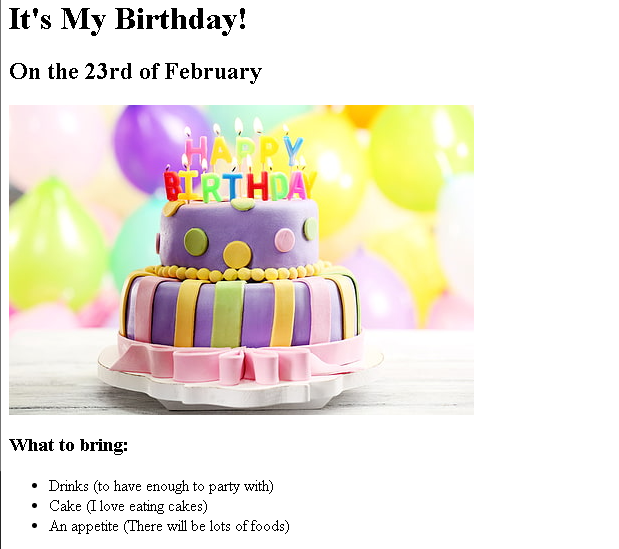 It's My Birthday!
On the 23rd of February
HAPPY
BIRTHDAY
What to bring:
Drinks (to have enough to party with)
Cake (I love eating cakes)
An appetite (There will be lots of foods)